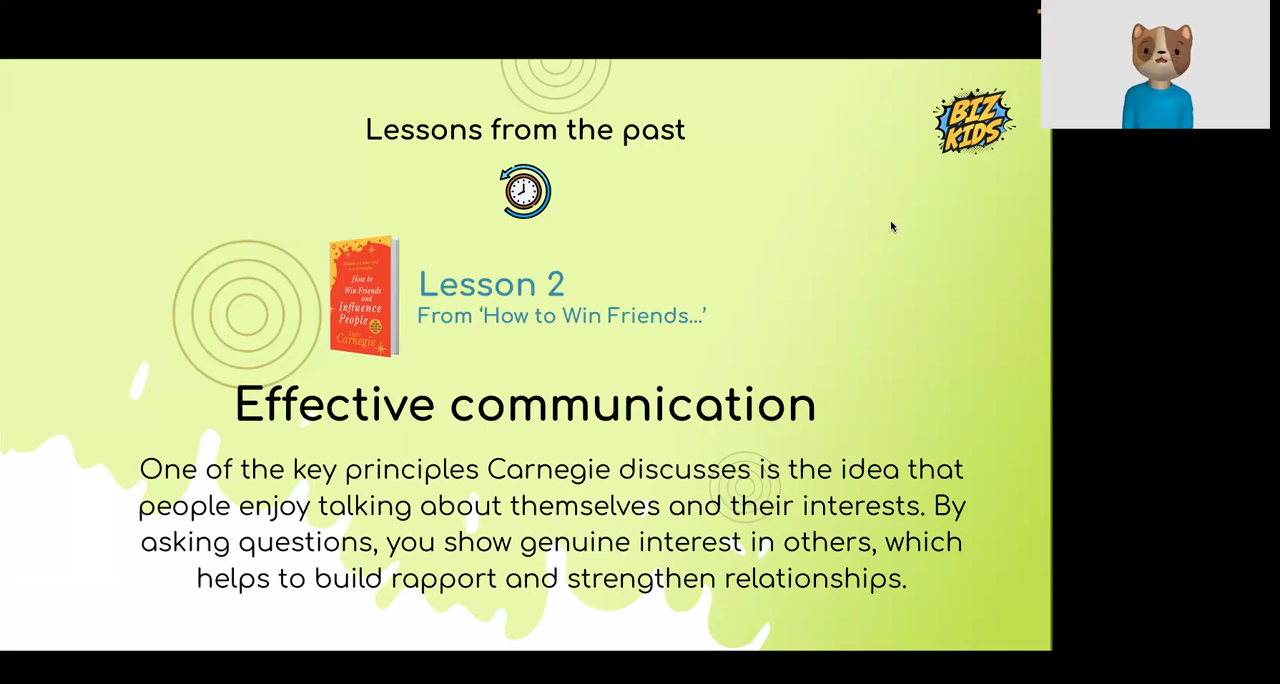 Lessons from the past
BIZ
KIDS
How to
Win Friends
and
Influence
People
Dale
Carnegie
Lesson 2
From ‘How to Win Friends...’
Effective communication
One of the key principles Carnegie discusses is the idea that
people enjoy talking about themselves and their interests. By
asking questions, you show genuine interest in others, which
helps to build rapport and strengthen relationships.